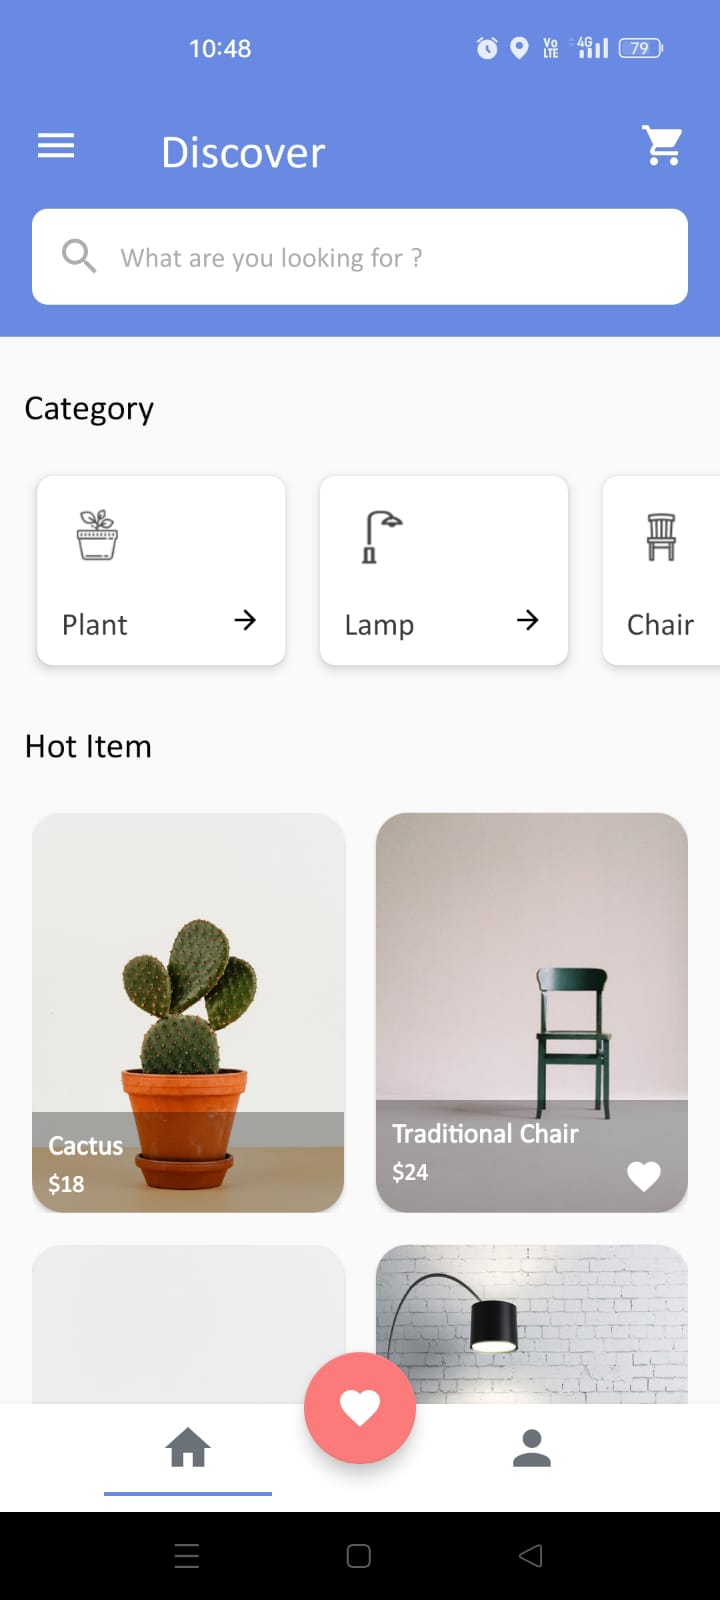 10:48
Vo LTE 4G 79
Discover
What are you looking for ?
Category
Plant
Lamp
Chair
Hot Item
Cactus
$18
Traditional Chair
$24